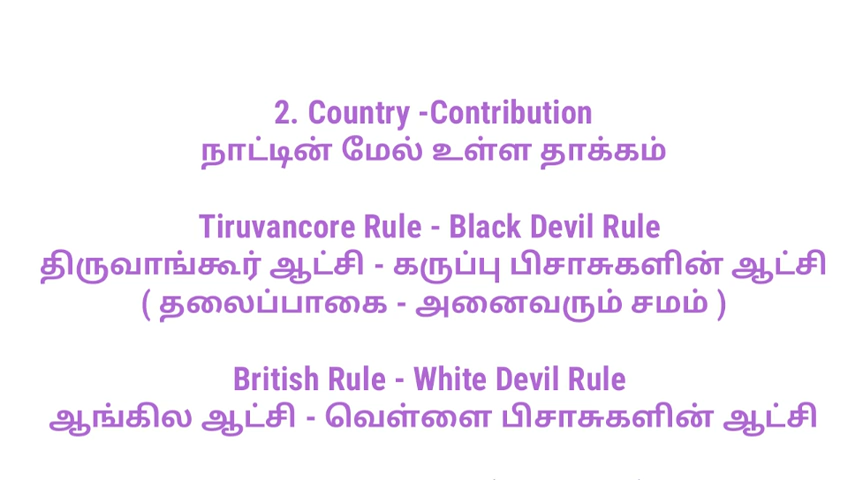 2. Country -Contribution
நாட்டின் மேல் உள்ள தாக்கம்
Tiruvancore Rule - Black Devil Rule
திருவாங்கூர் ஆட்சி - கருப்பு பிசாசுகளின் ஆட்சி
( தலைப்பாகை - அனைவரும் சமம் )
British Rule - White Devil Rule
ஆங்கில ஆட்சி - வெள்ளை பிசாசுகளின் ஆட்சி